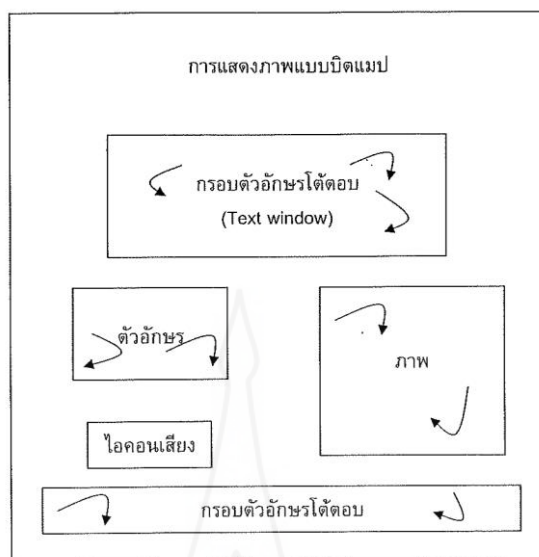 การแสดงภาพแบบบิตแมป
กรอบตัวอักษรโต้ตอบ
(Text window)
ตัวอักษร
ภาพ
ไอคอนเสียง
กรอบตัวอักษรโต้ตอบ